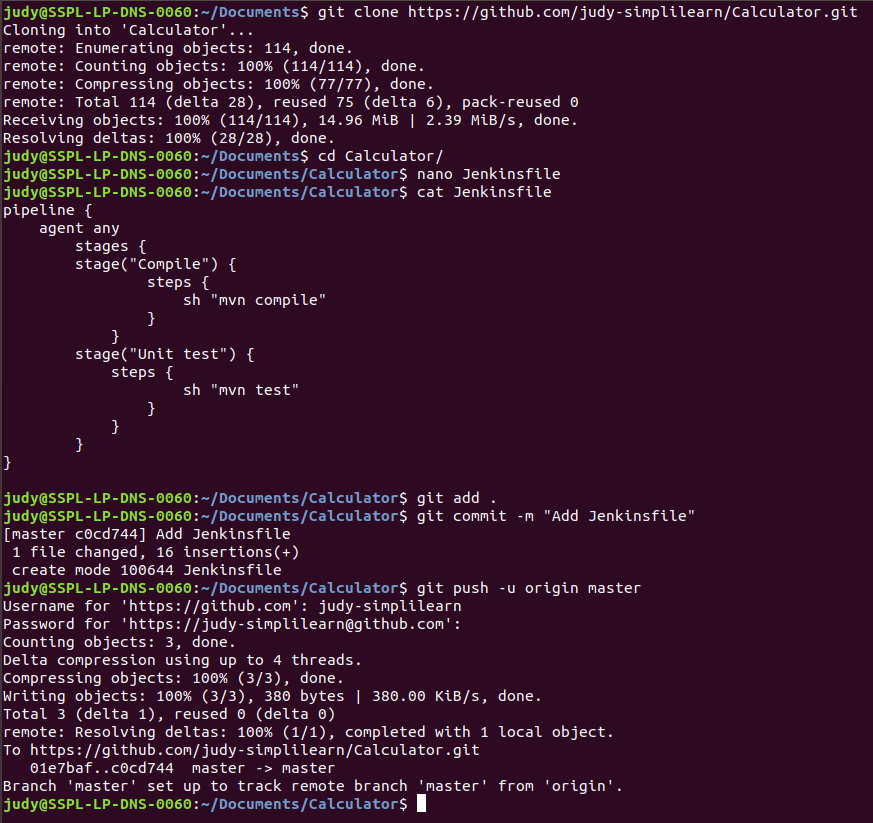 judy@SSPL-LP-DNS-0060:~/Documents$ git clone https://github.com/judy-simplilearn/Calculator.git
Cloning into 'Calculator'...
remote: Enumerating objects: 114, done.
remote: Counting objects: 100% (114/114), done.
remote: Compressing objects: 100% (77/77), done.
remote: Total 114 (delta 28), reused 75 (delta 6), pack-reused 0
Receiving objects: 100% (114/114), 14.96 MiB | 2.39 MiB/s, done.
Resolving deltas: 100% (28/28), done.
judy@SSPL-LP-DNS-0060:~/Documents$ cd Calculator/
judy@SSPL-LP-DNS-0060:~/Documents/Calculator$ nano Jenkinsfile
judy@SSPL-LP-DNS-0060:~/Documents/Calculator$ cat Jenkinsfile
pipeline {
    agent any
        stages {
        stage("Compile") {
                steps {
                    sh "mvn compile"
                }
            }
        stage("Unit test") {
            steps {
                    sh "mvn test"
                }
            }
        }
}
judy@SSPL-LP-DNS-0060:~/Documents/Calculator$ git add .
judy@SSPL-LP-DNS-0060:~/Documents/Calculator$ git commit -m "Add Jenkinsfile"
[master c0cd744] Add Jenkinsfile
 1 file changed, 16 insertions(+)
 create mode 100644 Jenkinsfile
judy@SSPL-LP-DNS-0060:~/Documents/Calculator$ git push -u origin master
Username for 'https://github.com': judy-simplilearn
Password for 'https://judy-simplilearn@github.com':
Counting objects: 3, done.
Delta compression using up to 4 threads.
Compressing objects: 100% (3/3), done.
Writing objects: 100% (3/3), 380 bytes | 380.00 KiB/s, done.
Total 3 (delta 1), reused 0 (delta 0)
remote: Resolving deltas: 100% (1/1), completed with 1 local object.
To https://github.com/judy-simplilearn/Calculator.git
   01e7baf..c0cd744  master -> master
Branch 'master' set up to track remote branch 'master' from 'origin'.
judy@SSPL-LP-DNS-0060:~/Documents/Calculator$